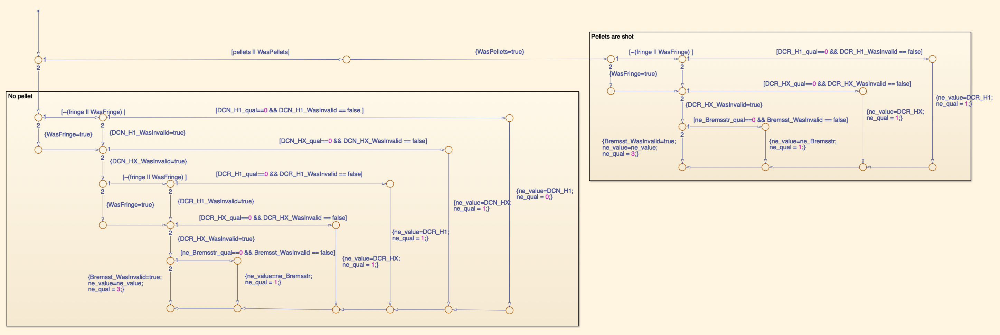 [pellets || WasPellets]
{WasPellets=true}
1
2
Pellets are shot
[~(fringe || WasFringe) ]
[DCR_H1_qual==0 && DCR_H1_WasInvalid == false]
1
1
2
2
{WasFringe=true}
[DCR_HX_qual==0 && DCR_HX_WasInvalid == false]
1
2
{ne_value=DCR_H1;
ne_qual = 1;}
{DCR_HX_WasInvalid=true}
{ne_value=DCR_HX;
ne_qual = 1;}
[ne_Bremsstr_qual==0 && Bremsst_WasInvalid == false]
1
2
{Bremsst_WasInvalid=true;
ne_value=ne_value;
ne_qual = 3;}
{ne_value=ne_Bremsstr;
ne_qual = 1;}
No pellet
[~(fringe || WasFringe) ]
[DCN_H1_qual==0 && DCN_H1_WasInvalid == false ]
1
1
2
2
{WasFringe=true}
{DCN_H1_WasInvalid=true}
[DCN_HX_qual==0 && DCN_HX_WasInvalid == false]
1
2
{DCN_HX_WasInvalid=true}
[~(fringe || WasFringe) ]
[DCR_H1_qual==0 && DCR_H1_WasInvalid == false]
1
1
2
2
{ne_value=DCN_H1;
ne_qual = 0;}
{WasFringe=true}
{DCR_H1_WasInvalid=true}
{ne_value=DCN_HX;
ne_qual = 1;}
[DCR_HX_qual==0 && DCR_HX_WasInvalid == false]
1
2
{ne_value=DCR_H1;
ne_qual = 1;}
{DCR_HX_WasInvalid=true}
[ne_Bremsstr_qual==0 && Bremsst_WasInvalid == false]
1
2
{ne_value=DCR_HX;
ne_qual = 1;}
{Bremsst_WasInvalid=true;
ne_value=ne_value;
ne_qual = 3;}
{ne_value=ne_Bremsstr;
ne_qual = 1;}